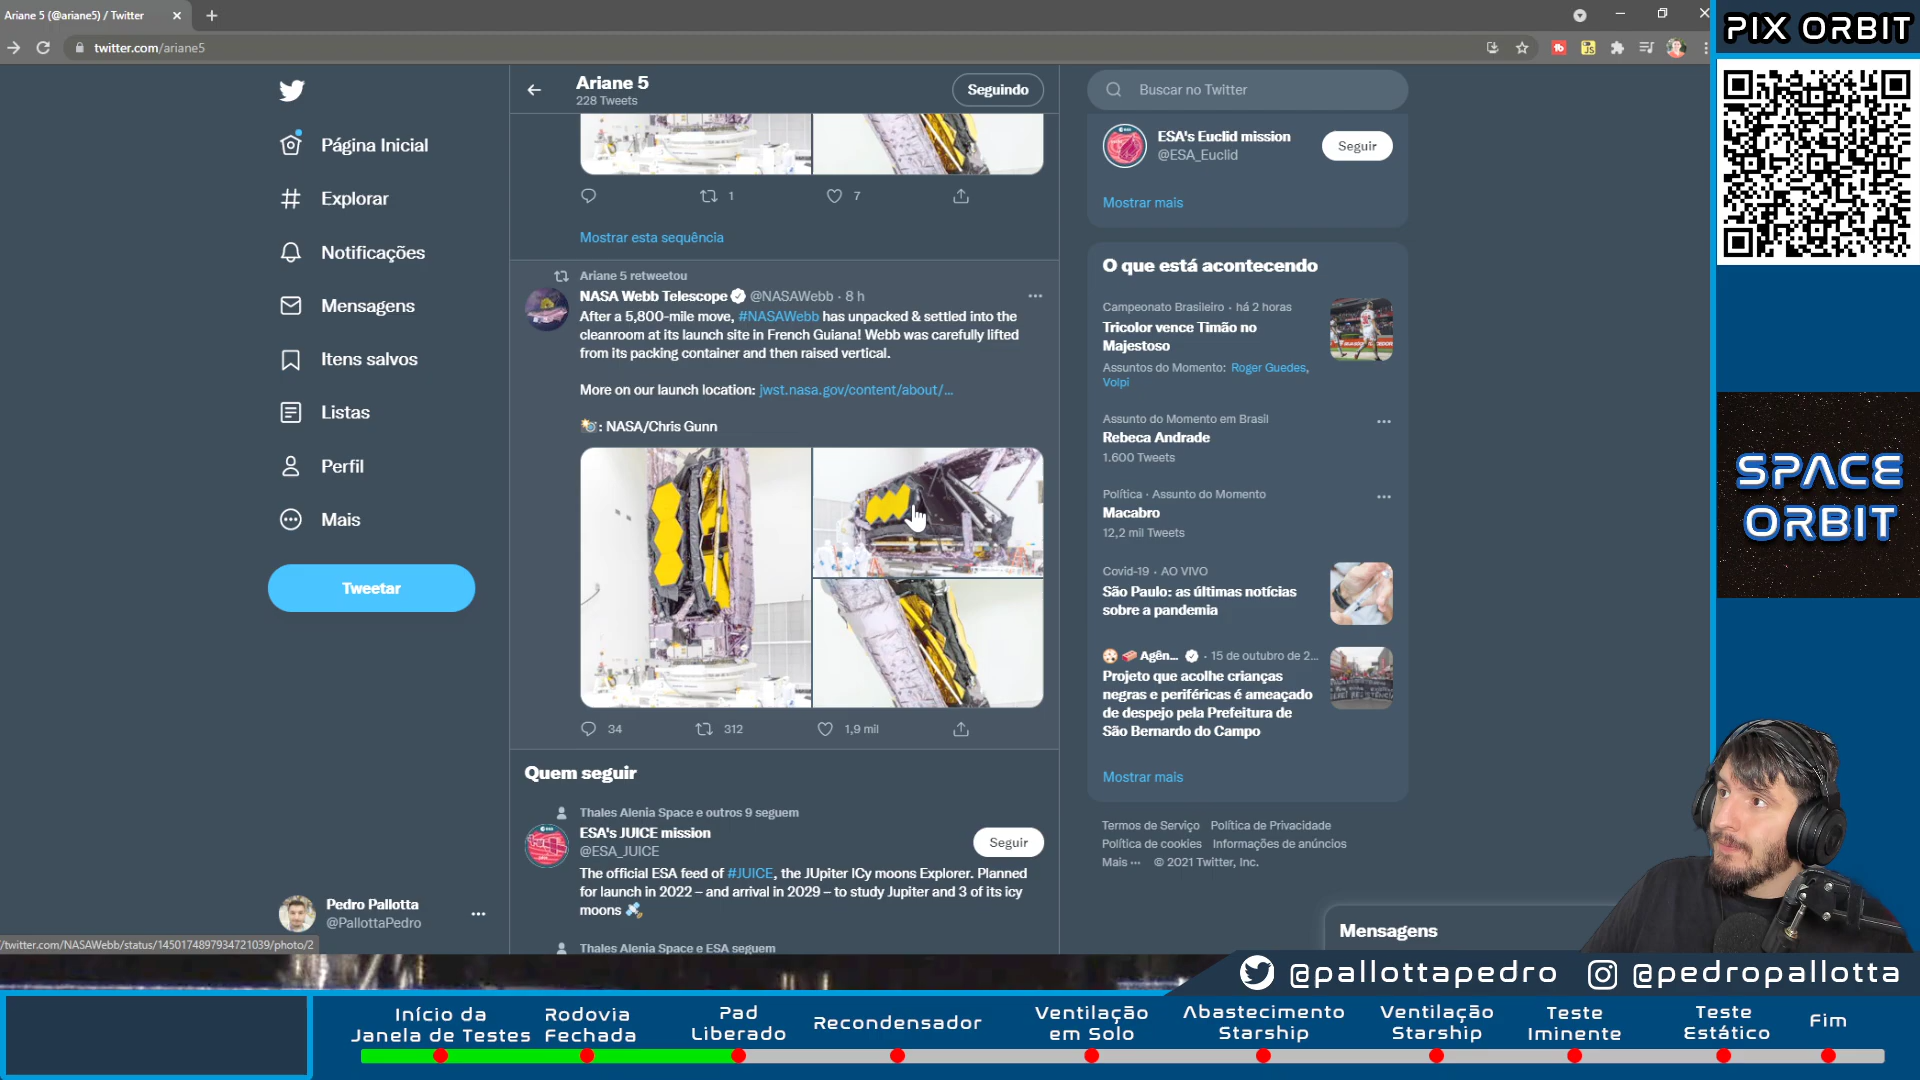 Ariane 5 (@ariane5) / Twitter
twitter.com/ariane5
PIX ORBIT
Página Inicial
Explorar
Notificações
Mensagens
Itens salvos
Listas
Perfil
Mais
Tweetar
Pedro Pallotta
@PallottaPedro
/twitter.com/NASAWebb/status/1450174897934721039/photo/2
Ariane 5
228 Tweets
Seguindo
1
7
Mostrar esta sequência
Ariane 5 retweetou
NASA Webb Telescope @NASAWebb · 8 h
After a 5,800-mile move, #NASAWebb has unpacked & settled into the
cleanroom at its launch site in French Guiana! Webb was carefully lifted
from its packing container and then raised vertical.
More on our launch location: jwst.nasa.gov/content/about/...
: NASA/Chris Gunn
34
312
1,9 mil
Quem seguir
Thales Alenia Space e outros 9 seguem
ESA's JUICE mission
@ESA_JUICE
Seguir
The official ESA feed of #JUICE, the JUpiter ICy moons Explorer. Planned
for launch in 2022 – and arrival in 2029 – to study Jupiter and 3 of its icy
moons
Thales Alenia Space e ESA seguem
Buscar no Twitter
ESA's Euclid mission
@ESA_Euclid
Seguir
Mostrar mais
O que está acontecendo
Campeonato Brasileiro · há 2 horas
Tricolor vence Timão no
Majestoso
Assuntos do Momento: Roger Guedes,
Volpi
Assunto do Momento em Brasil
Rebeca Andrade
1.600 Tweets
Política · Assunto do Momento
Macabro
12,2 mil Tweets
Covid-19 · AO VIVO
São Paulo: as últimas notícias
sobre a pandemia
Agên... · 15 de outubro de 2...
Projeto que acolhe crianças
negras e periféricas é ameaçado
de despejo pela Prefeitura de
São Bernardo do Campo
Mostrar mais
Termos de Serviço Política de Privacidade
Política de cookies Informações de anúncios
Mais ··· © 2021 Twitter, Inc.
Mensagens
SPACE
ORBIT
@pallottapedro @pedropallotta
Início da
Janela de Testes
Rodovia
Fechada
Pad
Liberado
Recondensador
Ventilação
em Solo
Abastecimento
Starship
Ventilação
Starship
Teste
Iminente
Teste
Estático
Fim